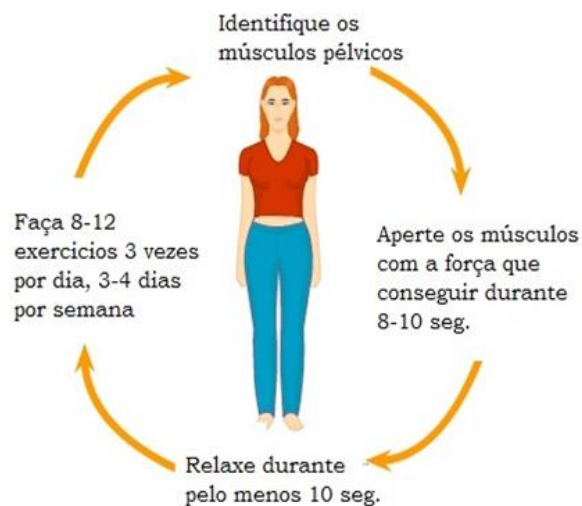 Identifique os
músculos pélvicos
Aperte os músculos
com a força que
conseguir durante
8-10 seg.
Relaxe durante
pelo menos 10 seg.
Faça 8-12
exercicios 3 vezes
por dia, 3-4 dias
por semana